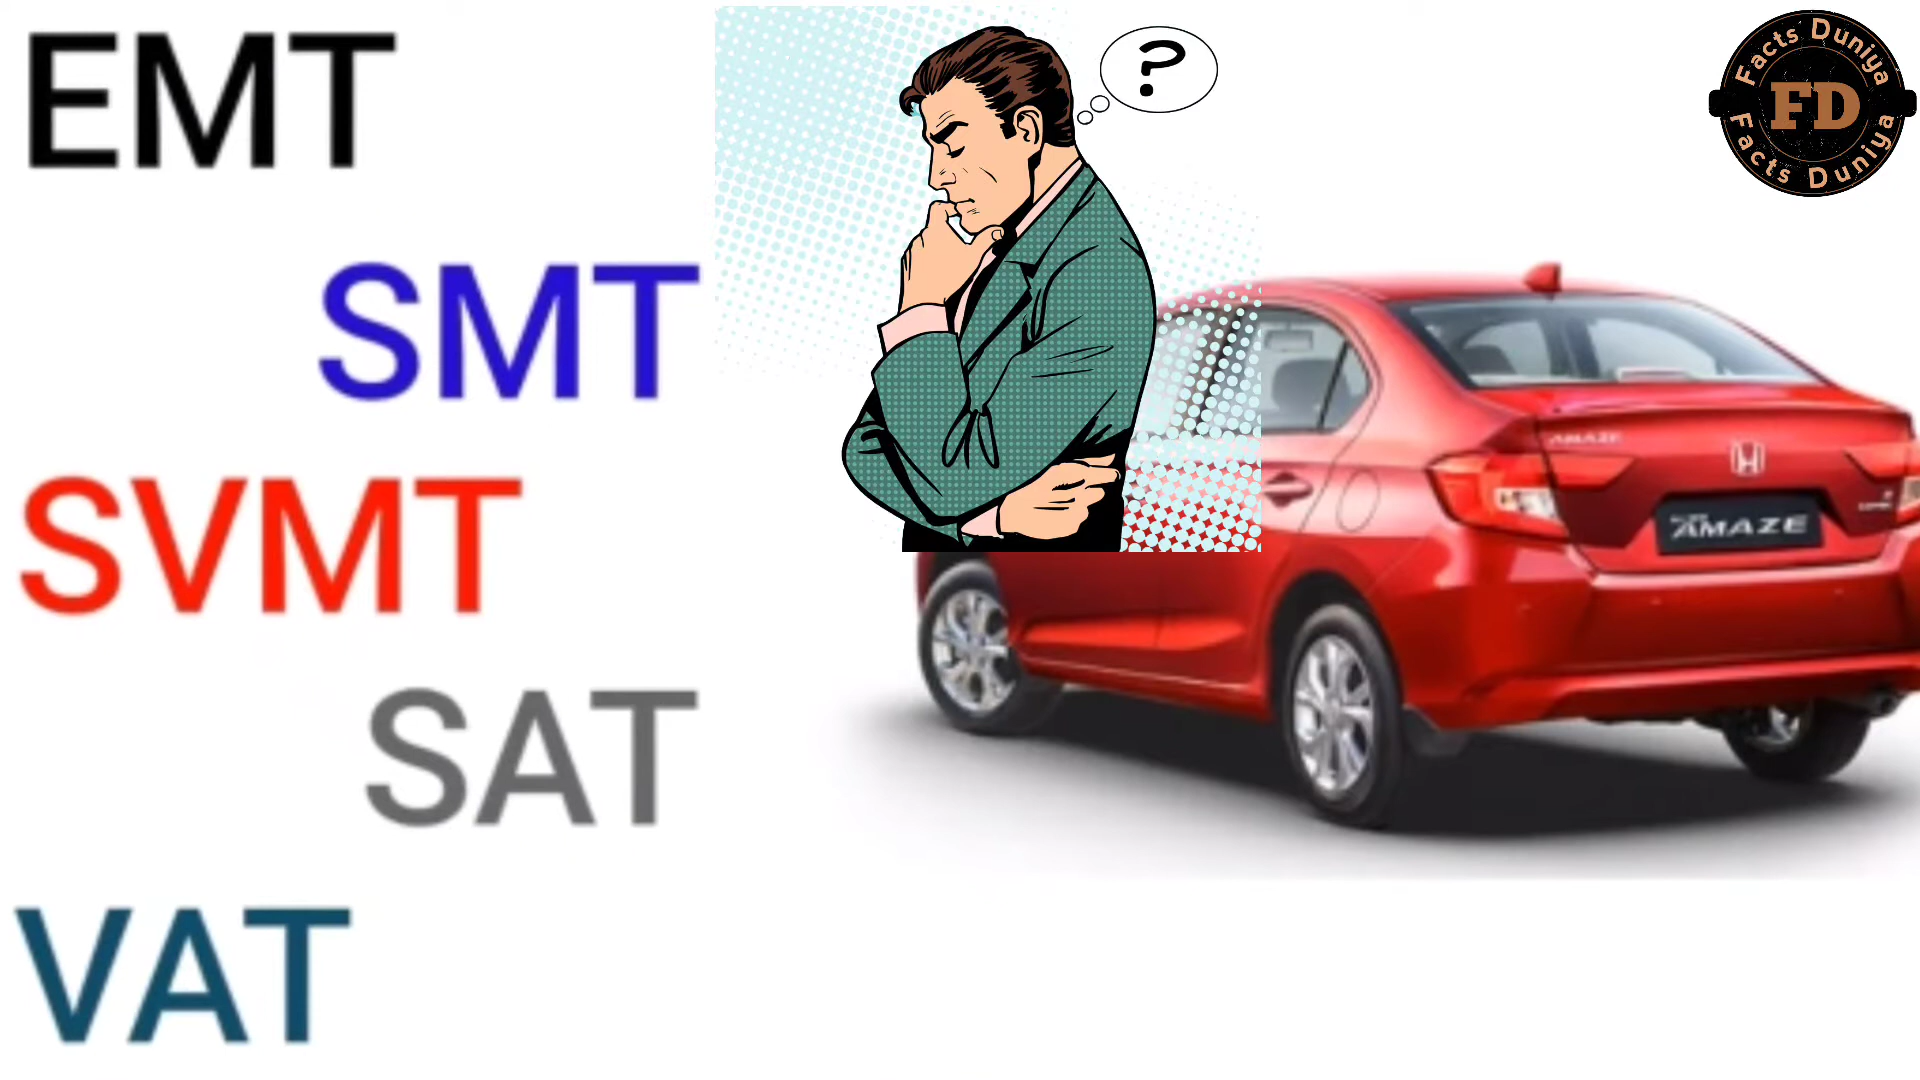 EMT
?
Facts Duniya
FD
Facts Duniya
SMT
SVMT
AMAZE
AMAZE
SAT
VAT